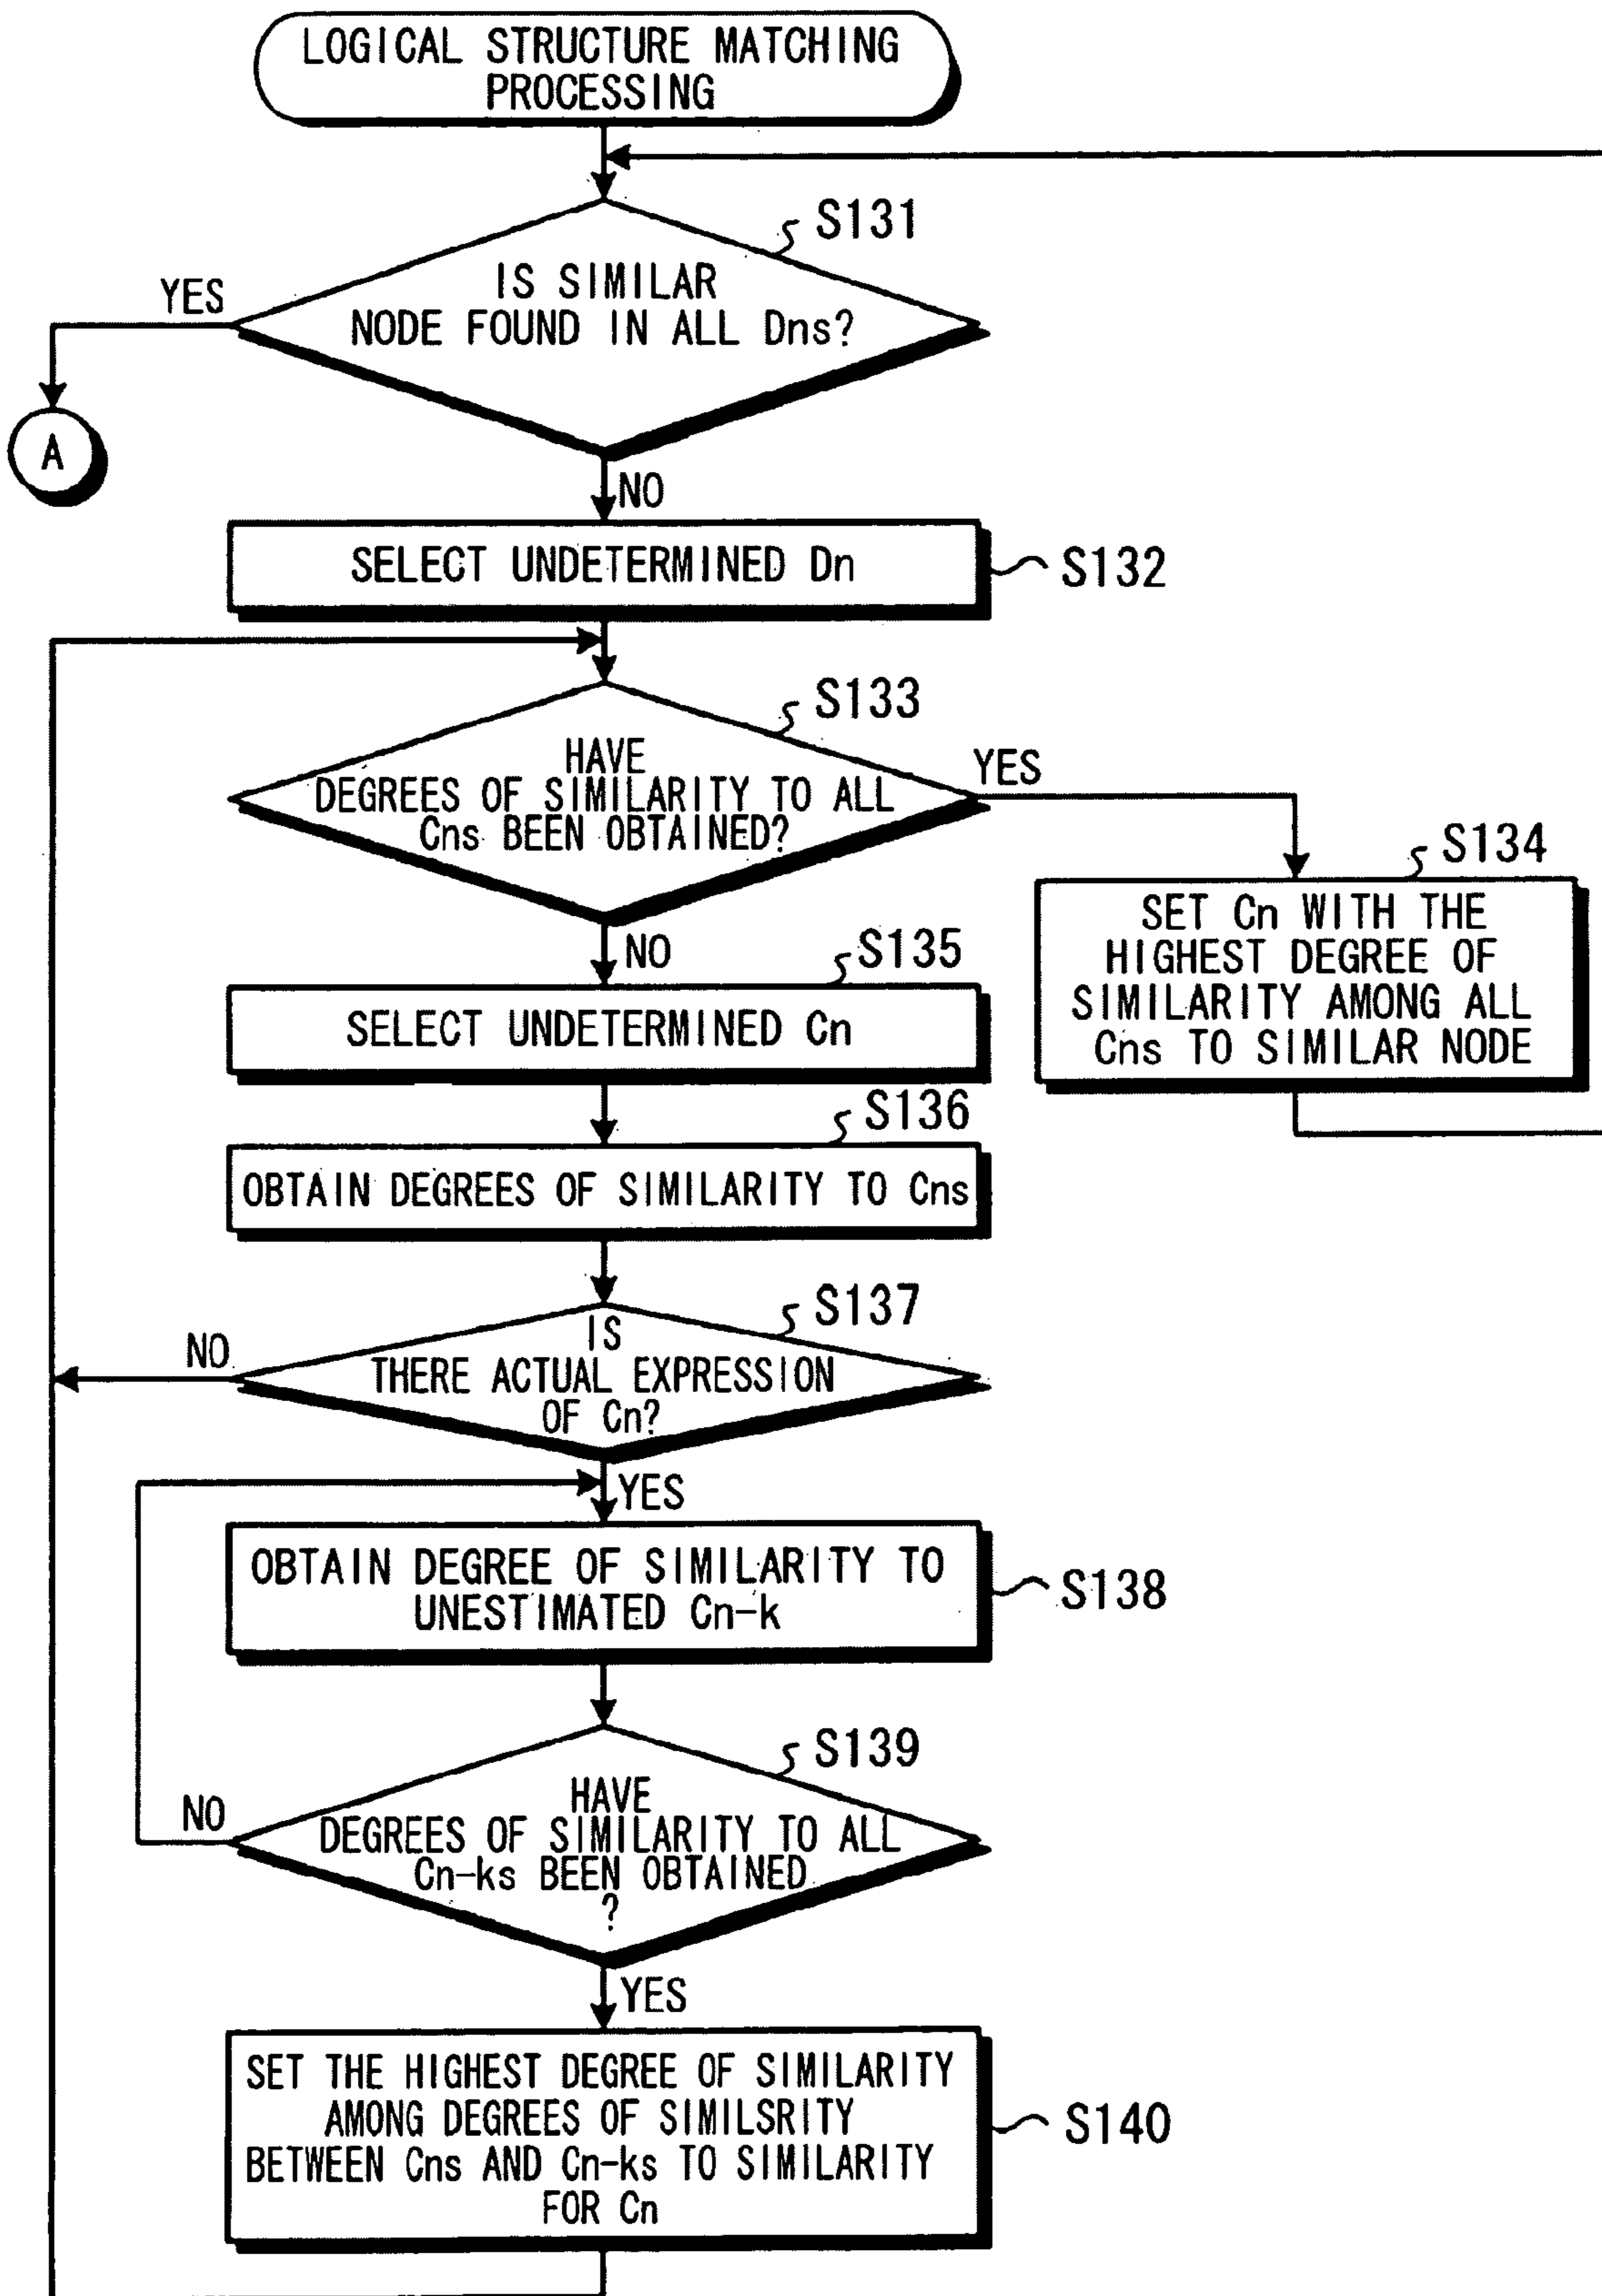 LOGICAL STRUCTURE MATCHING
PROCESSING
S131
IS SIMILAR
NODE FOUND IN ALL Dns?
YES
A
NO
SELECT UNDETERMINED Dn
S132
S133
HAVE
DEGREES OF SIMILARITY TO ALL
Cns BEEN OBTAINED?
YES
S134
SET Cn WITH THE
HIGHEST DEGREE OF
SIMILARITY AMONG ALL
Cns TO SIMILAR NODE
NO
S135
SELECT UNDETERMINED Cn
S136
OBTAIN DEGREES OF SIMILARITY TO Cns
S137
IS
THERE ACTUAL EXPRESSION
OF Cn?
NO
YES
OBTAIN DEGREE OF SIMILARITY TO
UNESTIMATED Cn-k
S138
S139
HAVE
DEGREES OF SIMILARITY TO ALL
Cn-ks BEEN OBTAINED
?
NO
YES
SET THE HIGHEST DEGREE OF SIMILARITY
AMONG DEGREES OF SIMILSRITY
BETWEEN Cns AND Cn-ks TO SIMILARITY
FOR Cn
S140